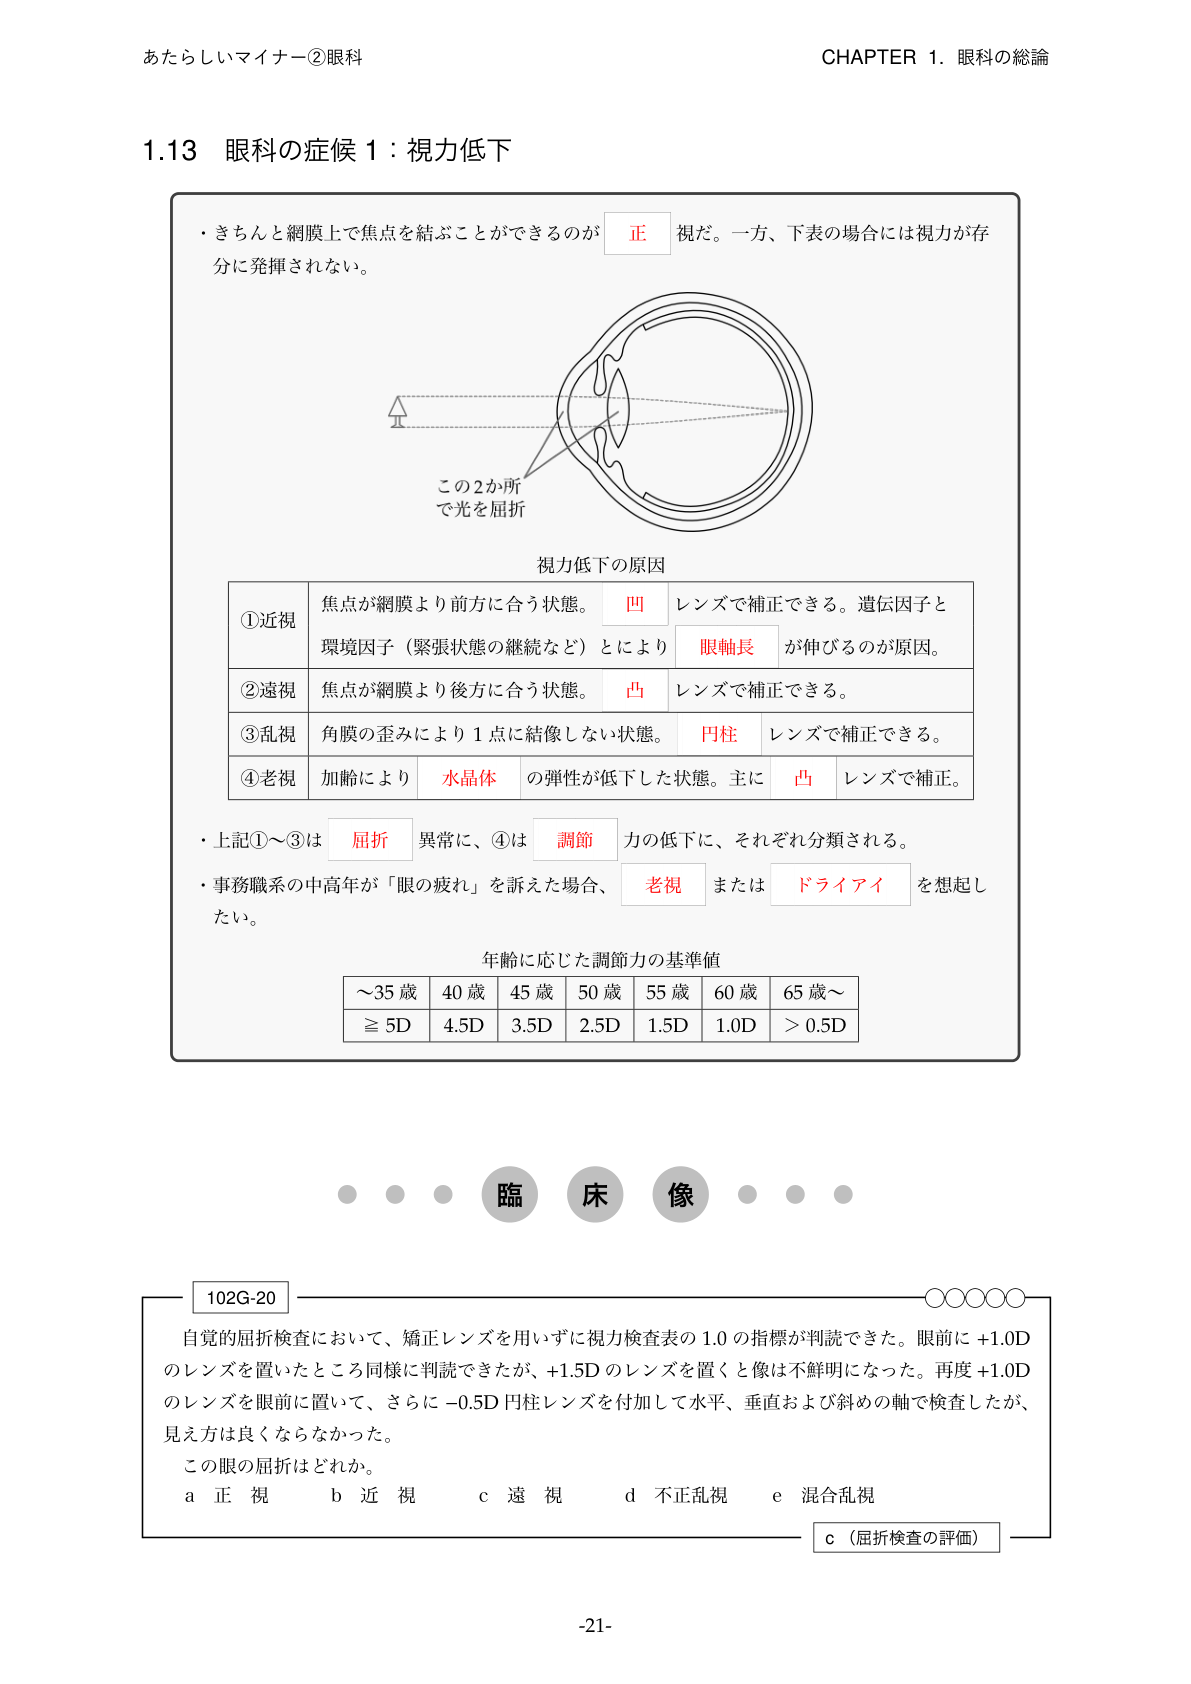 あたらしいマイナー②眼科
CHAPTER 1. 眼科の総論
1.13 眼科の症候 1：視力低下
・きちんと網膜上で焦点を結ぶことができるのが 正 視だ。一方、下表の場合には視力が存
分に発揮されない。
この2か所
で光を屈折
視力低下の原因
①近視 焦点が網膜より前方に合う状態。 凹 レンズで補正できる。遺伝因子と
環境因子（緊張状態の継続など）とにより 眼軸長 が伸びるのが原因。
②遠視 焦点が網膜より後方に合う状態。 凸 レンズで補正できる。
③乱視 角膜の歪みにより 1 点に結像しない状態。 円柱 レンズで補正できる。
④老視 加齢により 水晶体 の弾性が低下した状態。主に 凸 レンズで補正。
・上記①〜③は 屈折 異常に、④は 調節 力の低下に、それぞれ分類される。
・事務職系の中高年が「眼の疲れ」を訴えた場合、 老視 または ドライアイ を想起し
たい。
年齢に応じた調節力の基準値
〜35 歳 40 歳 45 歳 50 歳 55 歳 60 歳 65 歳〜
≧ 5D 4.5D 3.5D 2.5D 1.5D 1.0D > 0.5D
臨 床 像
102G-20
自覚的屈折検査において、矯正レンズを用いずに視力検査表の 1.0 の指標が判読できた。眼前に +1.0D
のレンズを置いたところ同様に判読できたが、+1.5D のレンズを置くと像は不鮮明になった。再度 +1.0D
のレンズを眼前に置いて、さらに −0.5D 円柱レンズを付加して水平、垂直および斜めの軸で検査したが、
見え方は良くならなかった。
この眼の屈折はどれか。
a 正 視 b 近 視 c 遠 視 d 不正乱視 e 混合乱視
c （屈折検査の評価）
-21-